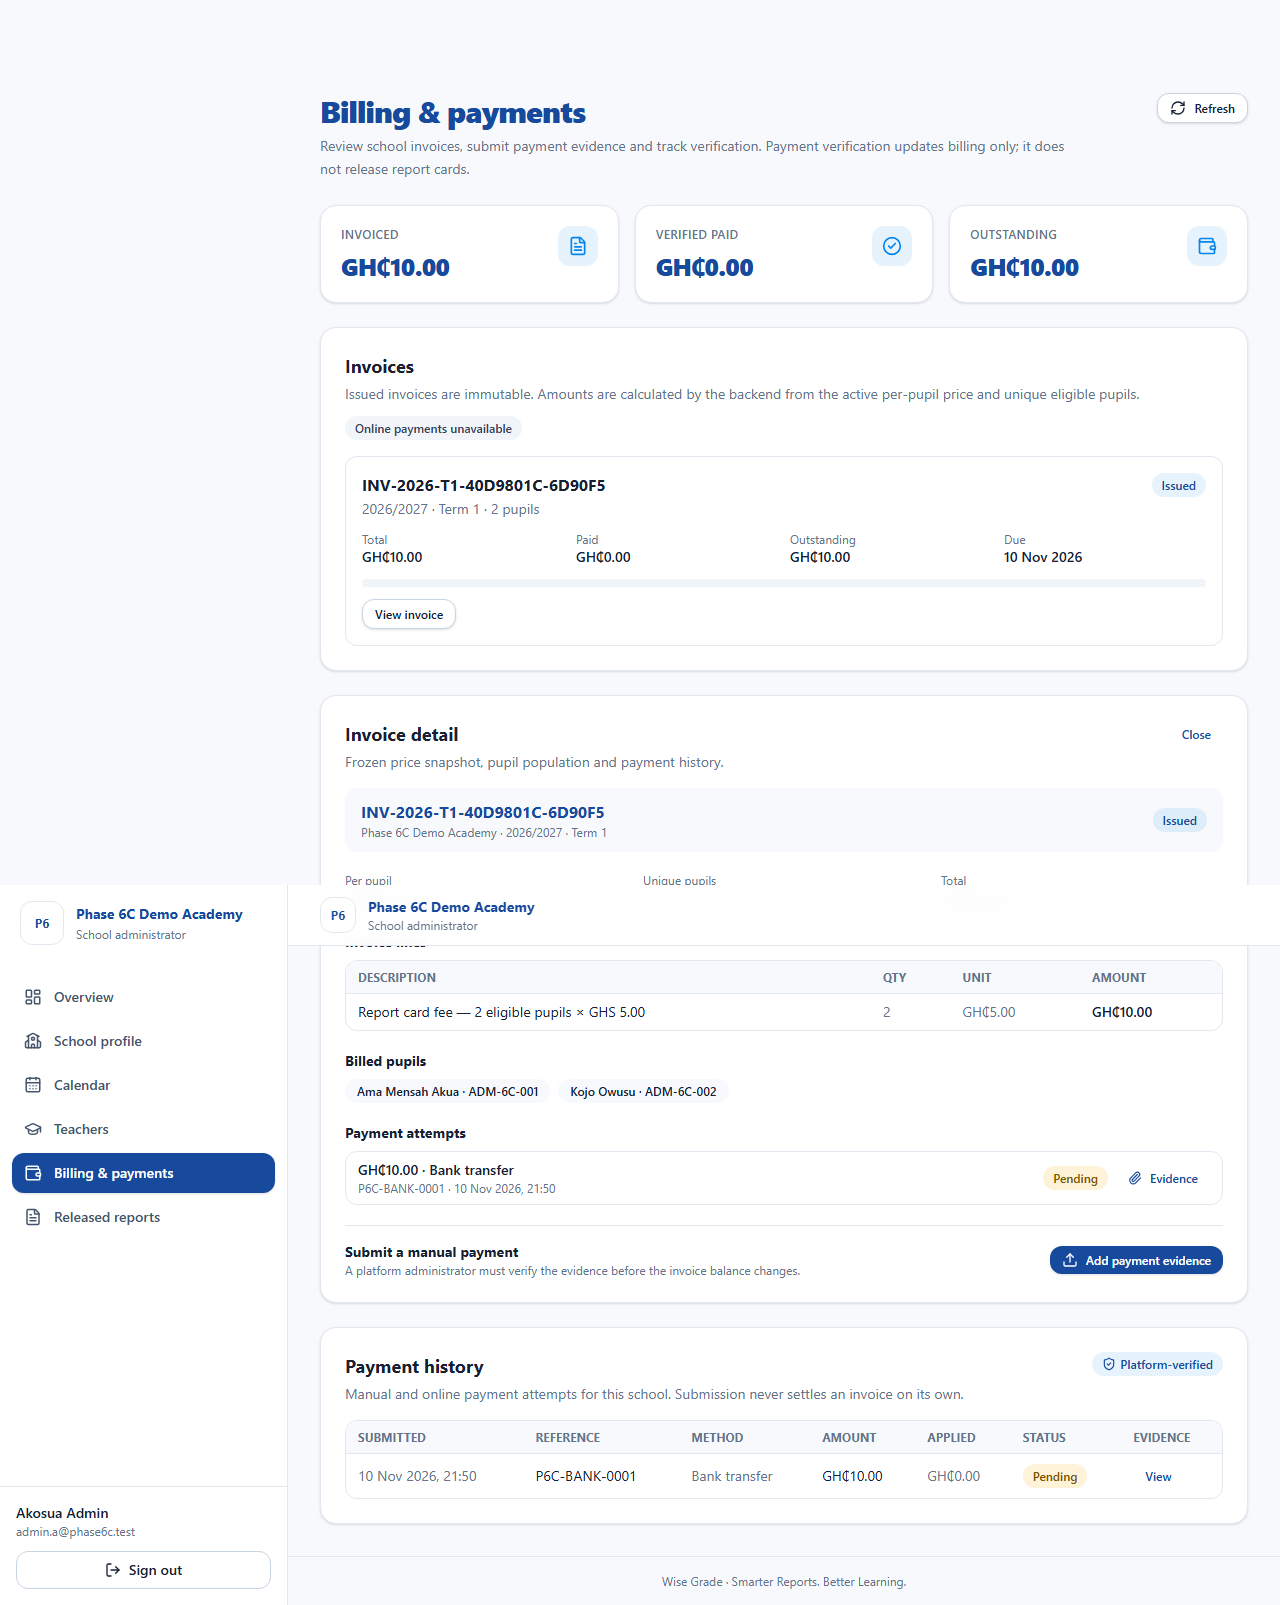 Billing & payments
Refresh
Review school invoices, submit payment evidence and track verification. Payment verification updates billing only; it does
not release report cards.
INVOICED
GH₵10.00
VERIFIED PAID
GH₵0.00
OUTSTANDING
GH₵10.00
Invoices
Issued invoices are immutable. Amounts are calculated by the backend from the active per-pupil price and unique eligible pupils.
Online payments unavailable
INV-2026-T1-40D9801C-6D90F5
Issued
2026/2027 · Term 1 · 2 pupils
Total
GH₵10.00
Paid
GH₵0.00
Outstanding
GH₵10.00
Due
10 Nov 2026
View invoice
Invoice detail
Close
Frozen price snapshot, pupil population and payment history.
INV-2026-T1-40D9801C-6D90F5
Phase 6C Demo Academy · 2026/2027 · Term 1
Issued
Per pupil
Unique pupils
Total
P6
Phase 6C Demo Academy
School administrator
P6
Phase 6C Demo Academy
School administrator
Overview
School profile
Calendar
Teachers
Billing & payments
Released reports
DESCRIPTION QTY UNIT AMOUNT
Report card fee — 2 eligible pupils × GHS 5.00 2 GH₵5.00 GH₵10.00
Billed pupils
Ama Mensah Akua · ADM-6C-001
Kojo Owusu · ADM-6C-002
Payment attempts
GH₵10.00 · Bank transfer
P6C-BANK-0001 · 10 Nov 2026, 21:50
Pending
Evidence
Submit a manual payment
A platform administrator must verify the evidence before the invoice balance changes.
Add payment evidence
Payment history
Platform-verified
Manual and online payment attempts for this school. Submission never settles an invoice on its own.
SUBMITTED REFERENCE METHOD AMOUNT APPLIED STATUS EVIDENCE
10 Nov 2026, 21:50 P6C-BANK-0001 Bank transfer GH₵10.00 GH₵0.00 Pending View
Akosua Admin
admin.a@phase6c.test
Sign out
Wise Grade · Smarter Reports. Better Learning.